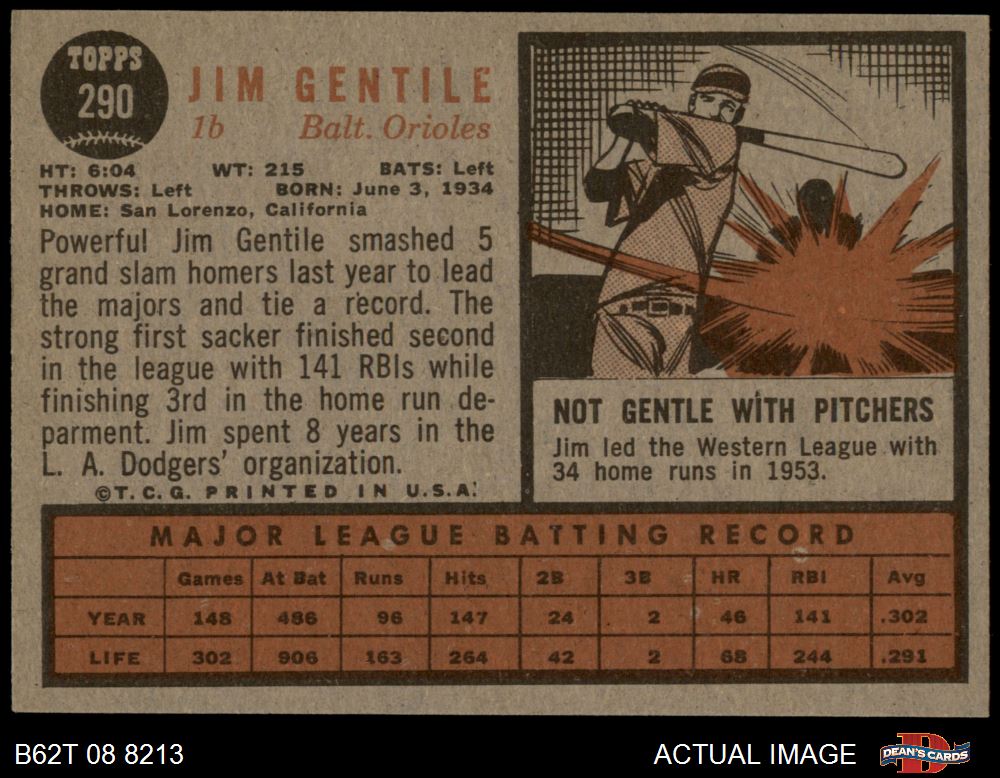 TOPPS
290
JIM GENTILE
1b Balt. Orioles
HT: 6:04 WT: 215 BATS: Left
THROWS: Left BORN: June 3, 1934
HOME: San Lorenzo, California
Powerful Jim Gentile smashed 5
grand slam homers last year to lead
the majors and tie a record. The
strong first sacker finished second
in the league with 141 RBIs while
finishing 3rd in the home run de-
parment. Jim spent 8 years in the
L. A. Dodgers' organization.
©T.C.G. PRINTED IN U.S.A.
NOT GENTLE WITH PITCHERS
Jim led the Western League with
34 home runs in 1953.
MAJOR LEAGUE BATTING RECORD
Games At Bat Runs Hits 2B 3B HR RBI Avg
YEAR 148 486 96 147 24 2 46 141 .302
LIFE 302 906 163 264 42 2 68 244 .291
B62T 08 8213 ACTUAL IMAGE
D
DEAN'S CARDS